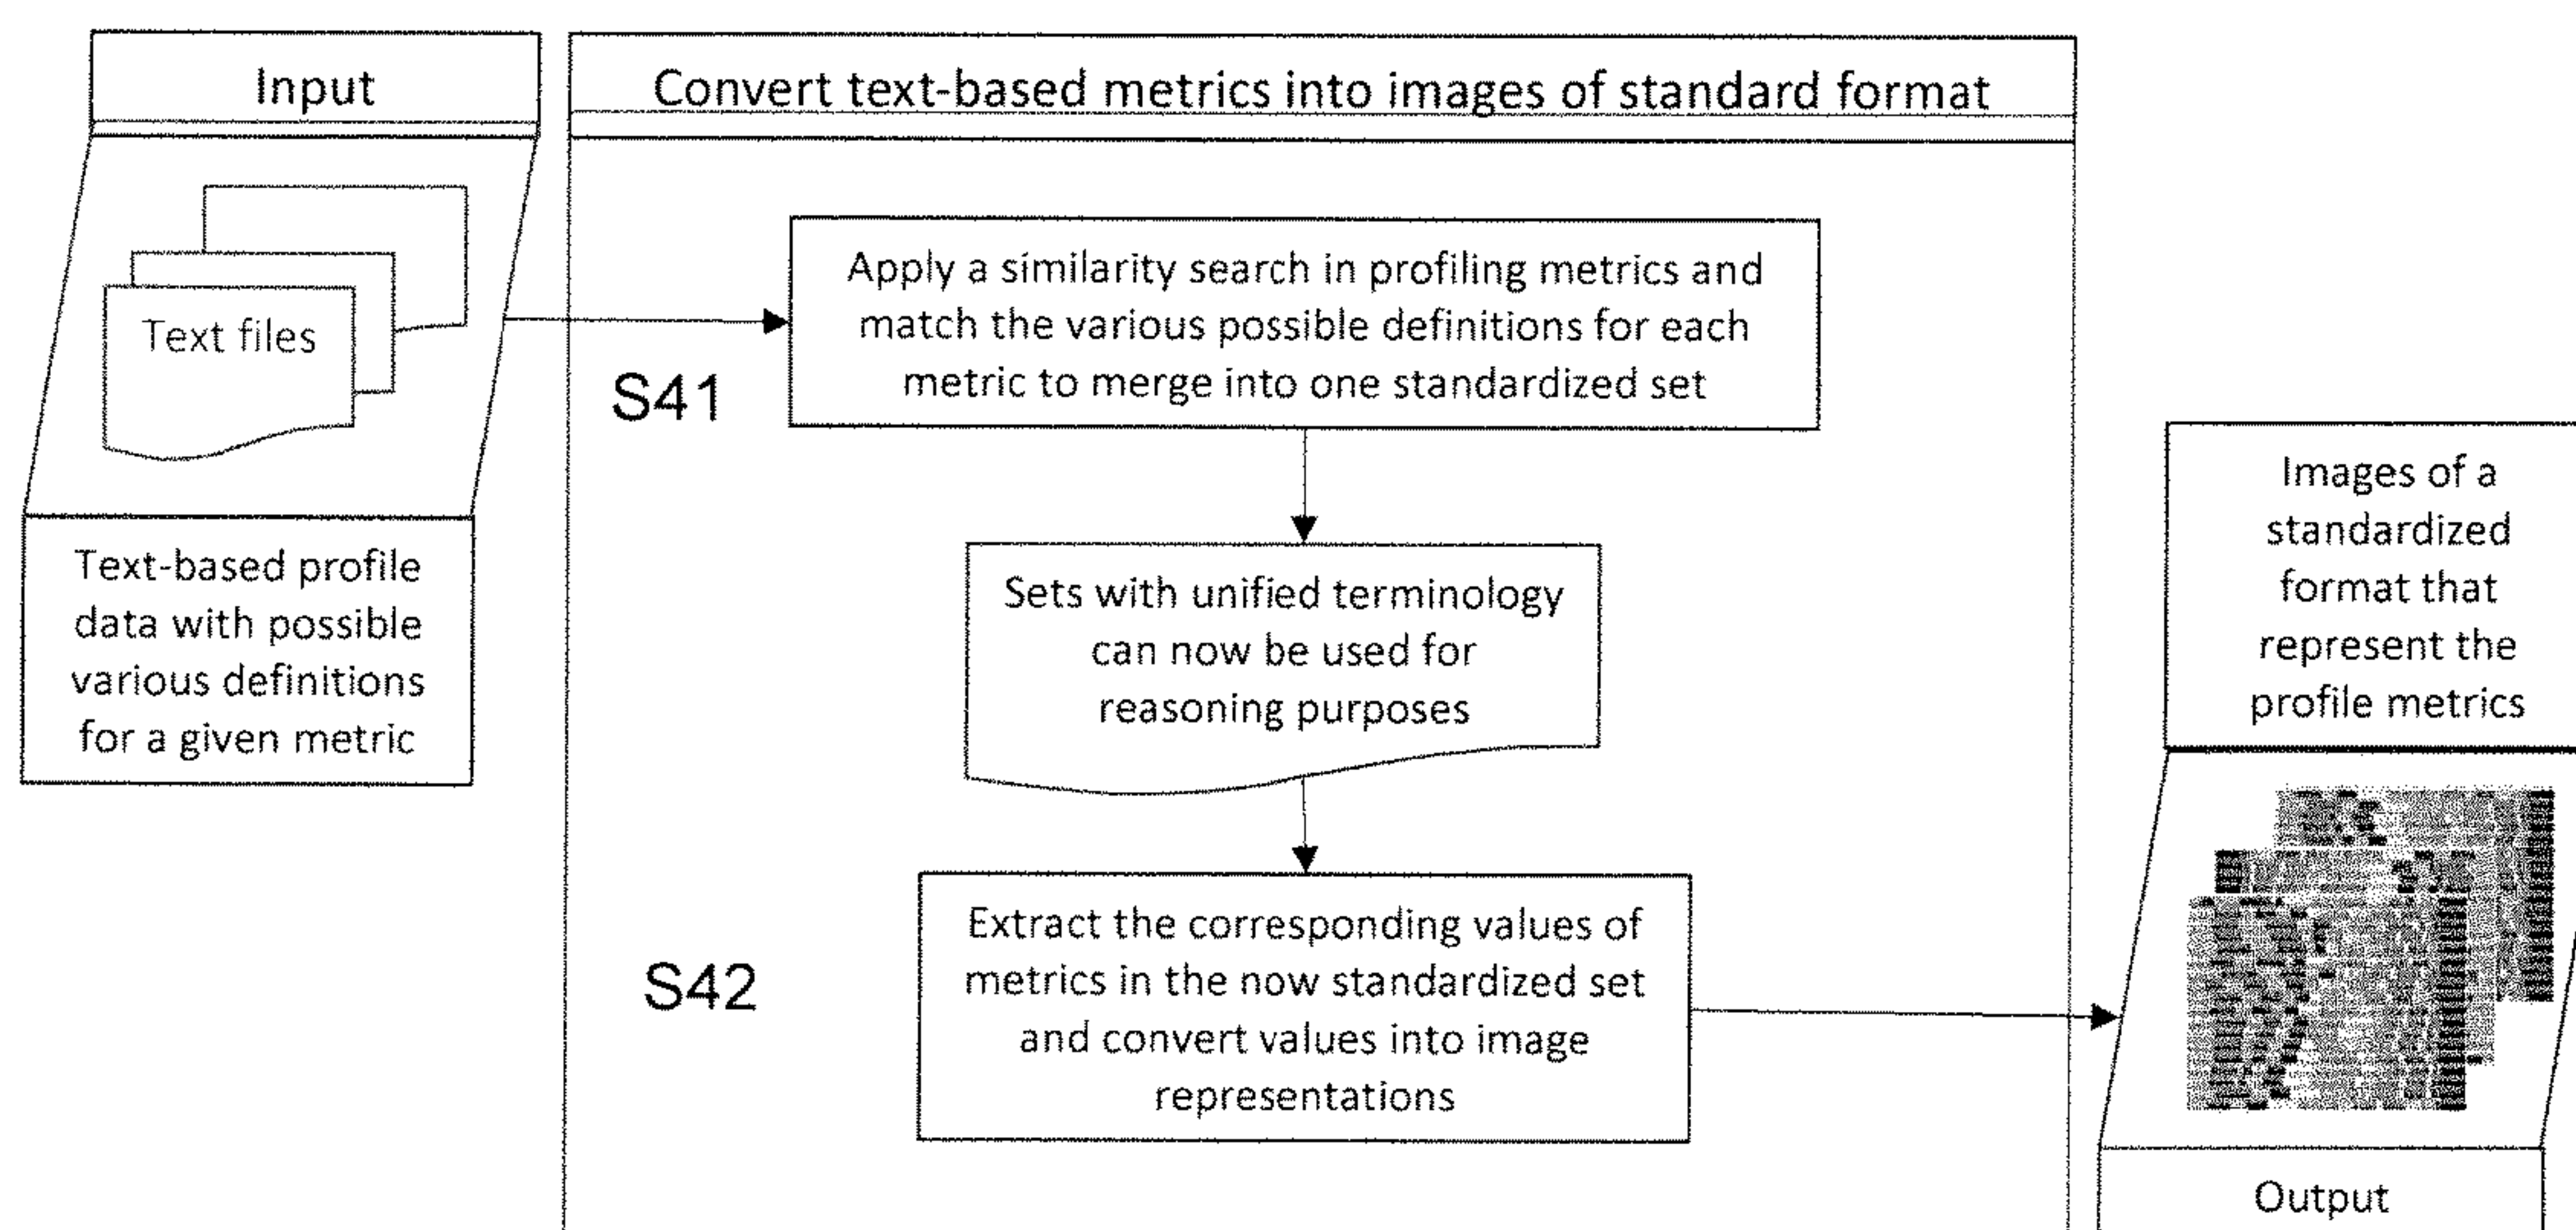 Input
Convert text-based metrics into images of standard format
Text files
Text-based profile
data with possible
various definitions
for a given metric
S41
Apply a similarity search in profiling metrics and
match the various possible definitions for each
metric to merge into one standardized set
Sets with unified terminology
can now be used for
reasoning purposes
S42
Extract the corresponding values of
metrics in the now standardized set
and convert values into image
representations
Images of a
standardized
format that
represent the
profile metrics
Output